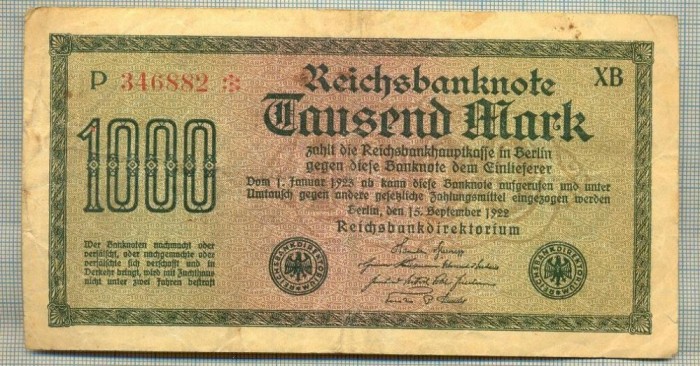 P 346882 *
XB
Reichsbanknote
1000
Tausend Mark
zahlt die Reichsbankhauptkasse in Berlin
gegen diese Banknote dem Einlieferer
Vom 1. Januar 1923 ab kann diese Banknote aufgerufen und unter
Umtausch gegen andere gesetzliche Zahlungsmittel eingezogen werden
Berlin, den 15. September 1922
Reichsbankdirektorium
Wer Banknoten nachmacht oder
verfälscht, oder nachgemachte oder
verfälschte sich verschafft und in
Verkehr bringt, wird mit Zuchthaus
nicht unter zwei Jahren bestraft
REICHSBANKDIREKTORIUM
REICHSBANKDIREKTORIUM